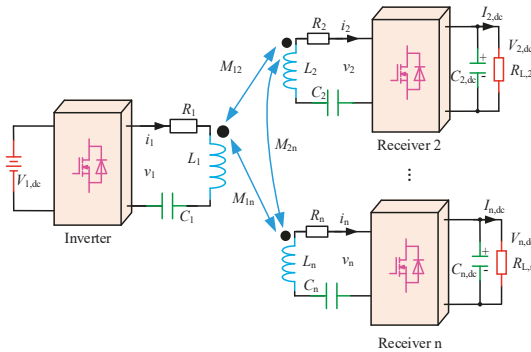 R2 i2 I2,dc
V2,dc
M12 L2 v2 C2,dc RL,2
C2
R1
i1
M2n
Receiver 2
L1
...
V1,dc v1
M1n
Rn in In,dc
C1
Inverter
Vn,d
Ln vn Cn,dc RL,
Cn
Receiver n